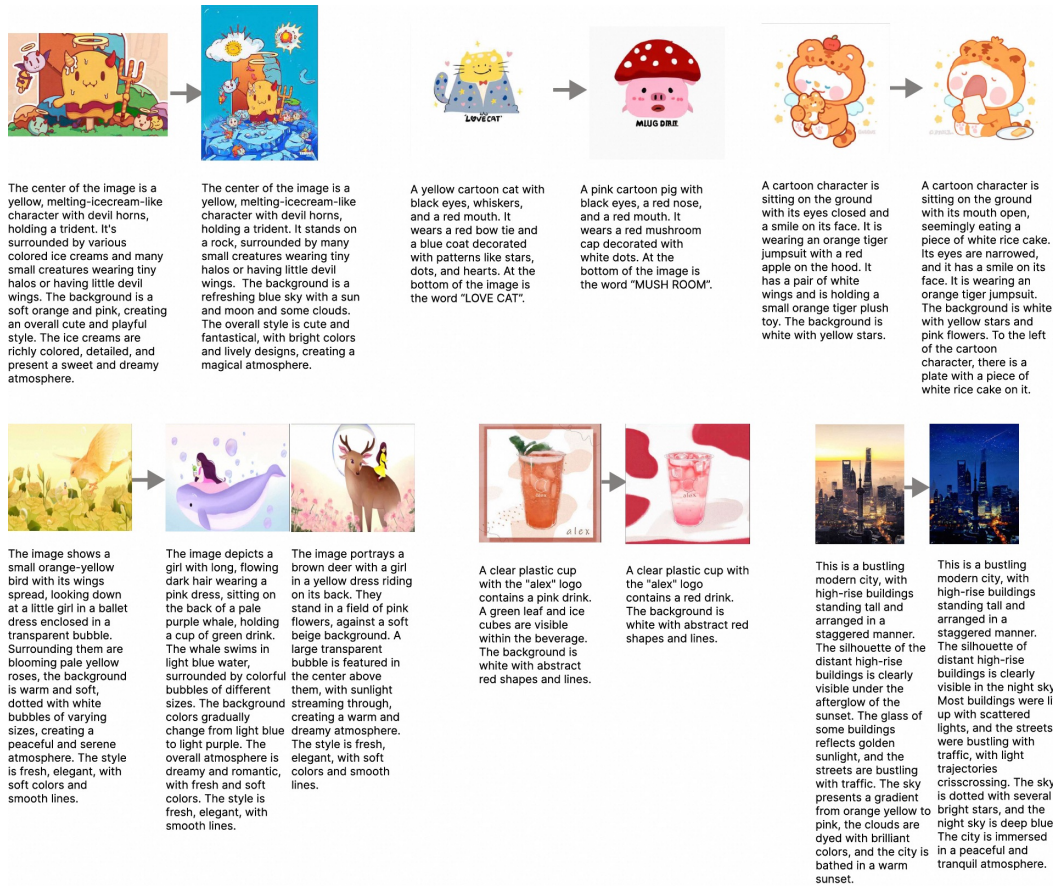 'LOVECAT'
The center of the image is a
yellow, melting-icecream-like
character with devil horns,
holding a trident. It's
surrounded by various
colored ice creams and many
small creatures wearing tiny
halos or having little devil
wings. The background is a
soft orange and pink, creating
an overall cute and playful
style. The ice creams are
richly colored, detailed, and
present a sweet and dreamy
atmosphere.
The center of the image is a
yellow, melting-icecream-like
character with devil horns,
holding a trident. It stands on
a rock, surrounded by many
small creatures wearing tiny
halos or having little devil
wings. The background is a
refreshing blue sky with a sun
and moon and some clouds.
The overall style is cute and
fantastical, with bright colors
and lively designs, creating a
magical atmosphere.
A yellow cartoon cat with
black eyes, whiskers,
and a red mouth. It
wears a red bow tie and
a blue coat decorated
with patterns like stars,
dots, and hearts. At the
bottom of the image is
the word “LOVE CAT”.
A pink cartoon pig with
black eyes, a red nose,
and a red mouth. It
wears a red mushroom
cap decorated with
white dots. At the
bottom of the image is
the word “MUSH ROOM”.
A cartoon character is
sitting on the ground
with its eyes closed and
a smile on its face. It is
wearing an orange tiger
jumpsuit with a red
apple on the hood. It
has a pair of white
wings and is holding a
small orange tiger plush
toy. The background is
white with yellow stars.
A cartoon character is
sitting on the ground
with its mouth open,
seemingly eating a
piece of white rice cake.
Its eyes are narrowed,
and it has a smile on its
face. It is wearing an
orange tiger jumpsuit.
The background is white
with yellow stars and
pink flowers. To the left
of the cartoon
character, there is a
plate with a piece of
white rice cake on it.
alex
alex
alex
The image shows a
small orange-yellow
bird with its wings
spread, looking down
at a little girl in a ballet
dress enclosed in a
transparent bubble.
Surrounding them are
blooming pale yellow
roses, the background
is warm and soft,
dotted with white
bubbles of varying
sizes, creating a
peaceful and serene
atmosphere. The style
is fresh, elegant, with
soft colors and
smooth lines.
The image depicts a
girl with long, flowing
dark hair wearing a
pink dress, sitting on
the back of a pale
purple whale, holding
a cup of green drink.
The whale swims in
light blue water,
surrounded by colorful
bubbles of different
sizes. The background
colors gradually
change from light blue
to light purple. The
overall atmosphere is
dreamy and romantic,
with fresh and soft
colors. The style is
fresh, elegant, with
smooth lines.
The image portrays a
brown deer with a girl
in a yellow dress riding
on its back. They
stand in a field of pink
flowers, against a soft
beige background. A
large transparent
bubble is featured in
the center above
them, with sunlight
streaming through,
creating a warm and
dreamy atmosphere.
The style is fresh,
elegant, with soft
colors and smooth
lines.
A clear plastic cup
with the "alex" logo
contains a pink drink.
A green leaf and ice
cubes are visible
within the beverage.
The background is
white with abstract
red shapes and lines.
A clear plastic cup with
the "alex" logo
contains a red drink.
The background is
white with abstract red
shapes and lines.
This is a bustling
modern city, with
high-rise buildings
standing tall and
arranged in a
staggered manner.
The silhouette of the
distant high-rise
buildings is clearly
visible under the
afterglow of the
sunset. The glass of
some buildings
reflects golden
sunlight, and the
streets are bustling
with traffic. The sky
presents a gradient
from orange yellow to
pink, the clouds are
dyed with brilliant
colors, and the city is
bathed in a warm
sunset.
This is a bustling
modern city, with
high-rise buildings
standing tall and
arranged in a
staggered manner.
The silhouette of
distant high-rise
buildings is clearly
visible in the night sky
Most buildings were li
up with scattered
lights, and the streets
were bustling with
traffic, with light
trajectories
crisscrossing. The sky
is dotted with several
bright stars, and the
night sky is deep blue
The city is immersed
in a peaceful and
tranquil atmosphere.